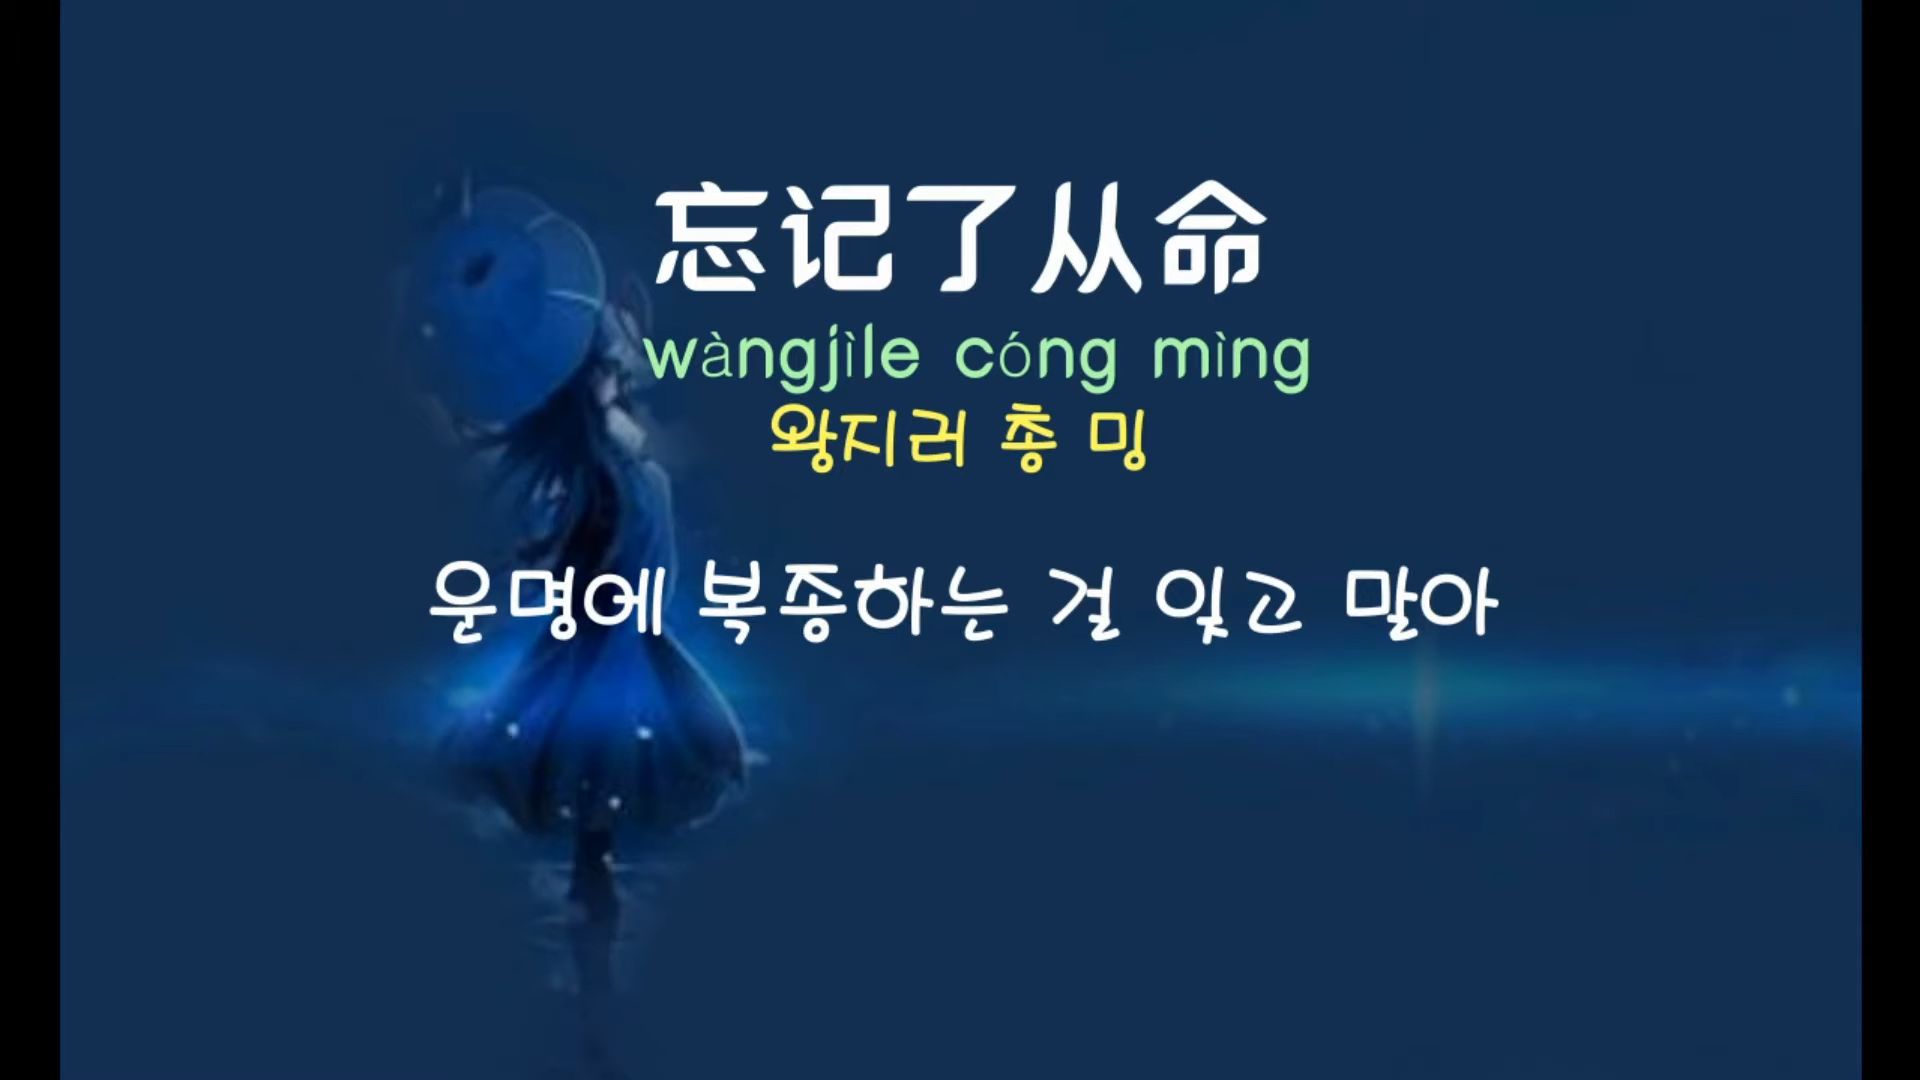 忘记了从命
wàngjìle cóng mìng
왕지러 총 밍
운명에 복종하는 걸 잊고 말아